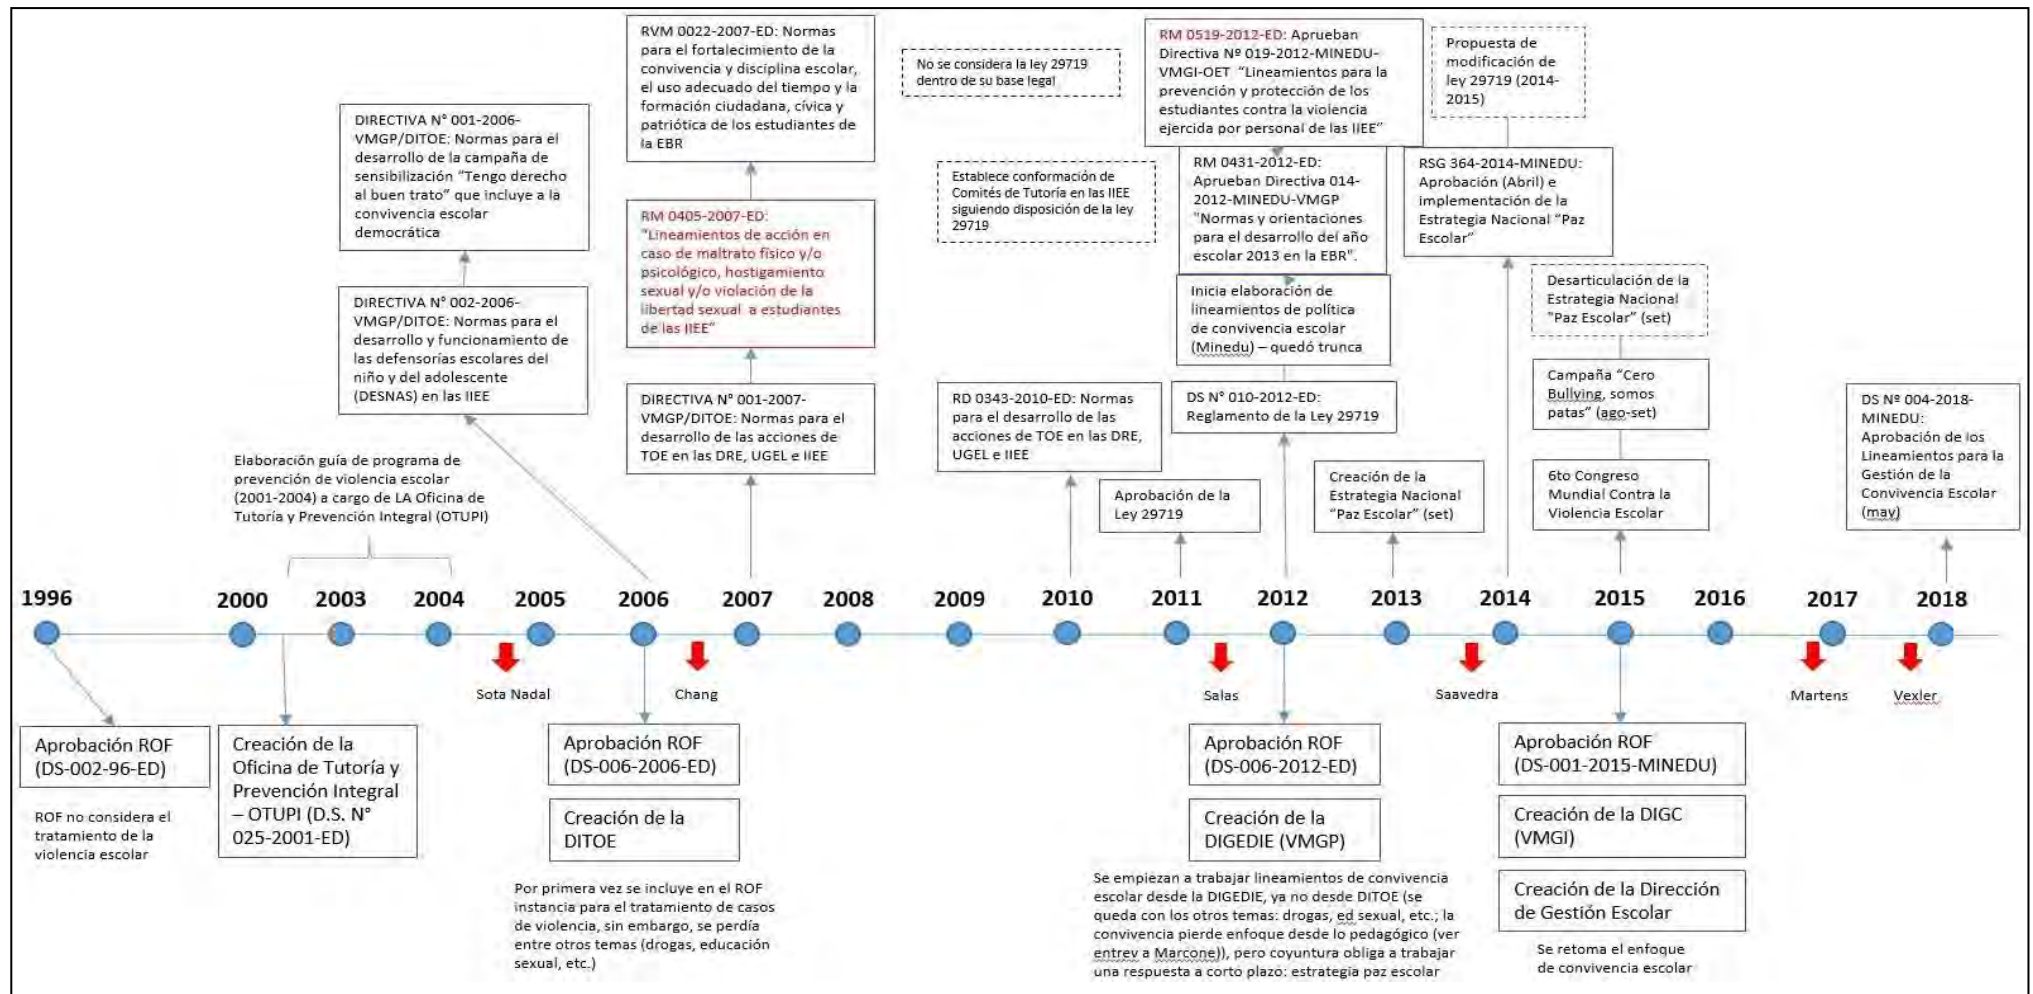 RVM 0022-2007-ED: Normas
para el fortalecimiento de la
convivencia y disciplina escolar,
el uso adecuado del tiempo y la
formación ciudadana, cívica y
patriótica de los estudiantes de
la EBR
No se considera la ley 29719
dentro de su base legal
RM 0519-2012-ED: Aprueban
Directiva Nº 019-2012-MINEDU-
VMGI-OET "Lineamientos para la
prevención y protección de los
estudiantes contra la violencia
ejercida por personal de las IIEE"
Propuesta de
modificación de
ley 29719 (2014-
2015)
DIRECTIVA N° 001-2006-
VMGP/DITOE: Normas para el
desarrollo de la campaña de
sensibilización "Tengo derecho
al buen trato" que incluye a la
convivencia escolar
democrática
RM 0405-2007-ED:
"Lineamientos de acción en
caso de maltrato físico y/o
psicológico, hostigamiento
sexual y/o violación de la
libertad sexual a estudiantes
de las IIEE"
Establece conformación de
Comités de Tutoría en las IIEE
siguiendo disposición de la ley
29719
RM 0431-2012-ED:
Aprueban Directiva 014-
2012-MINEDU-VMGP
"Normas y orientaciones
para el desarrollo del año
escolar 2013 en la EBR".
RSG 364-2014-MINEDU:
Aprobación (Abril) e
implementación de la
Estrategia Nacional "Paz
Escolar"
DIRECTIVA N° 002-2006-
VMGP/DITOE: Normas para el
desarrollo y funcionamiento de
las defensorías escolares del
niño y del adolescente
(DESNAS) en las IIEE
Inicia elaboración de
lineamientos de política
de convivencia escolar
(Minedu) – quedó trunca
Desarticulación de la
Estrategia Nacional
"Paz Escolar" (set)
DIRECTIVA N° 001-2007-
VMGP/DITOE: Normas para el
desarrollo de las acciones de
TOE en las DRE, UGEL e IIEE
RD 0343-2010-ED: Normas
para el desarrollo de las
acciones de TOE en las DRE,
UGEL e IIEE
DS N° 010-2012-ED:
Reglamento de la Ley 29719
Campaña "Cero
Bullying, somos
patas" (ago-set)
DS Nº 004-2018-
MINEDU:
Aprobación de los
Lineamientos para la
Gestión de la
Convivencia Escolar
(may)
Elaboración guía de programa de
prevención de violencia escolar
(2001-2004) a cargo de LA Oficina de
Tutoría y Prevención Integral (OTUPI)
Aprobación de la
Ley 29719
Creación de la
Estrategia Nacional
"Paz Escolar" (set)
6to Congreso
Mundial Contra la
Violencia Escolar
1996 2000 2003 2004 2005 2006 2007 2008 2009 2010 2011 2012 2013 2014 2015 2016 2017 2018
Sota Nadal Chang Salas Saavedra Martens Vexler
Aprobación ROF
(DS-002-96-ED)
ROF no considera el
tratamiento de la
violencia escolar
Creación de la
Oficina de Tutoría y
Prevención Integral
– OTUPI (D.S. N°
025-2001-ED)
Aprobación ROF
(DS-006-2006-ED)
Creación de la
DITOE
Por primera vez se incluye en el ROF
instancia para el tratamiento de casos
de violencia, sin embargo, se perdía
entre otros temas (drogas, educación
sexual, etc.)
Aprobación ROF
(DS-006-2012-ED)
Creación de la
DIGEDIE (VMGP)
Se empiezan a trabajar lineamientos de convivencia
escolar desde la DIGEDIE, ya no desde DITOE (se
queda con los otros temas: drogas, ed sexual, etc.; la
convivencia pierde enfoque desde lo pedagógico (ver
entrev a Marcone)), pero coyuntura obliga a trabajar
una respuesta a corto plazo: estrategia paz escolar
Aprobación ROF
(DS-001-2015-MINEDU)
Creación de la DIGC
(VMGI)
Creación de la Dirección
de Gestión Escolar
Se retoma el enfoque
de convivencia escolar